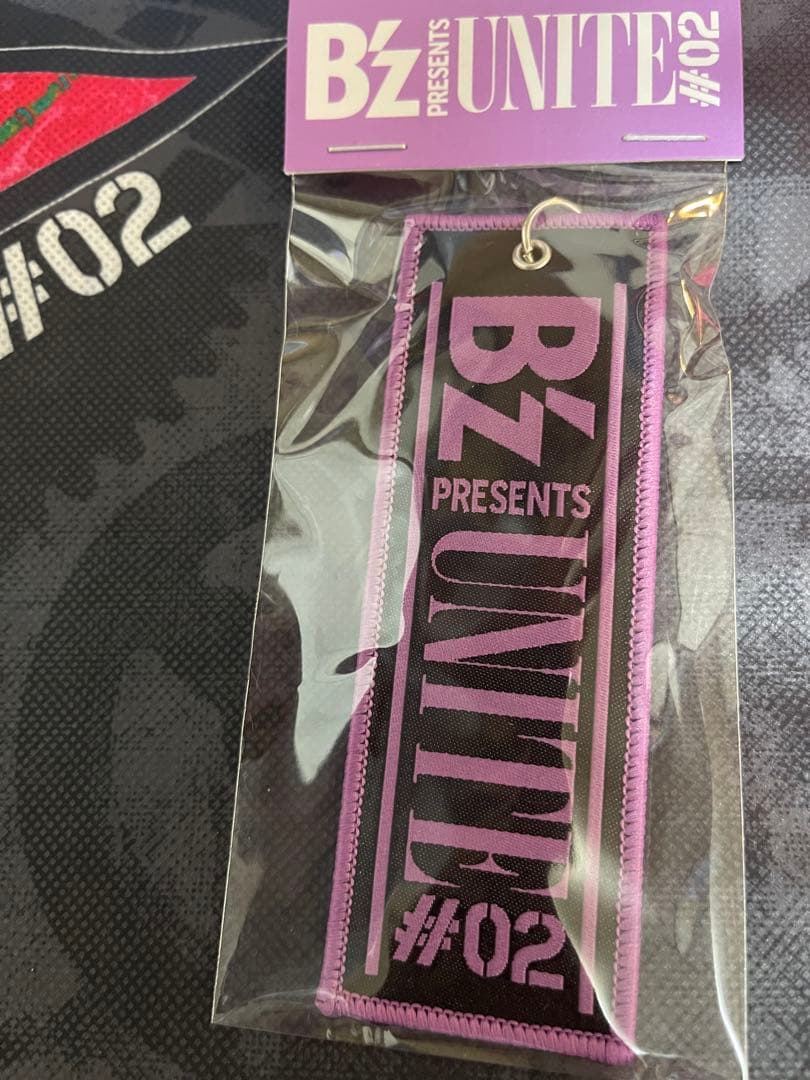 B'z PRESENTS UNITE #02
#02
B'z
PRESENTS
UNITE
#02